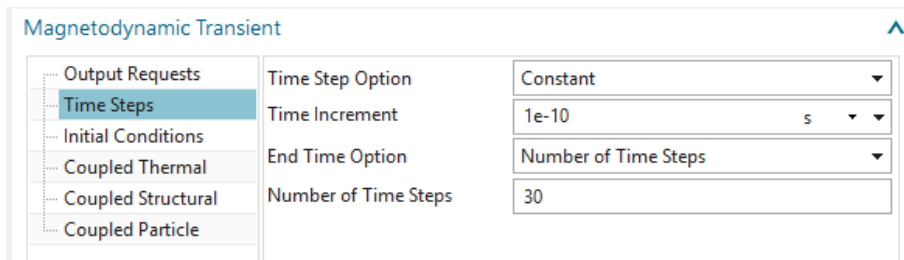 Magnetodynamic Transient
Output Requests
Time Steps
Initial Conditions
Coupled Thermal
Coupled Structural
Coupled Particle
Time Step Option Constant
Time Increment 1e-10 s
End Time Option Number of Time Steps
Number of Time Steps 30